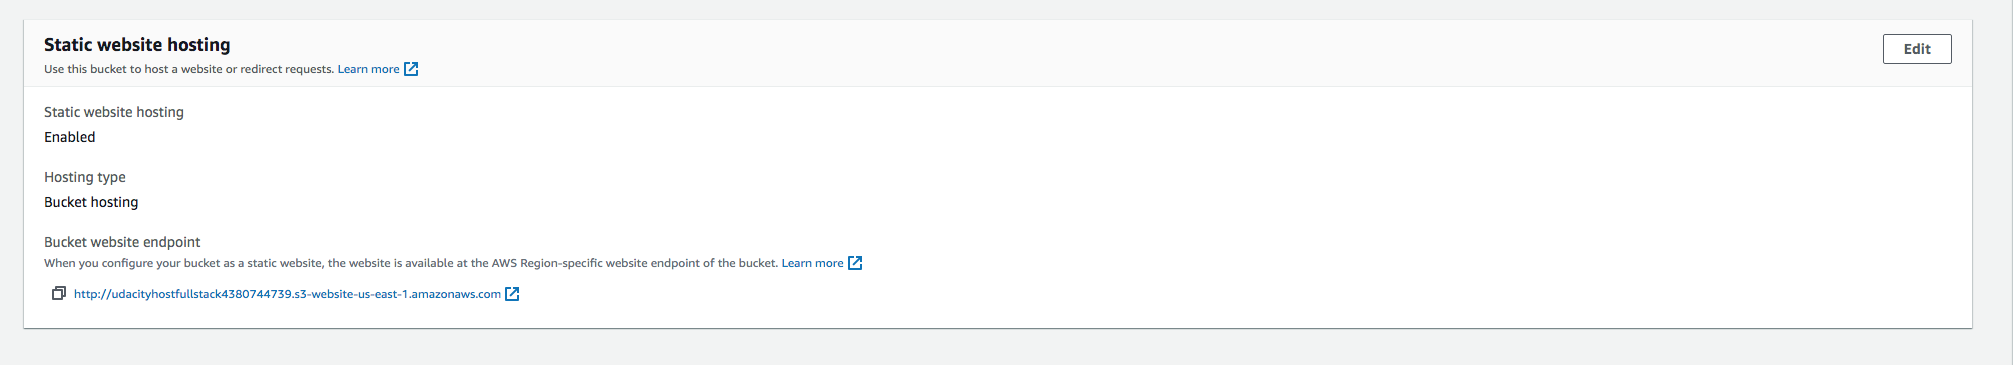 Static website hosting
Edit
Use this bucket to host a website or redirect requests. Learn more
Static website hosting
Enabled
Hosting type
Bucket hosting
Bucket website endpoint
When you configure your bucket as a static website, the website is available at the AWS Region-specific website endpoint of the bucket. Learn more
http://udacityhostfullstack4380744739.s3-website-us-east-1.amazonaws.com